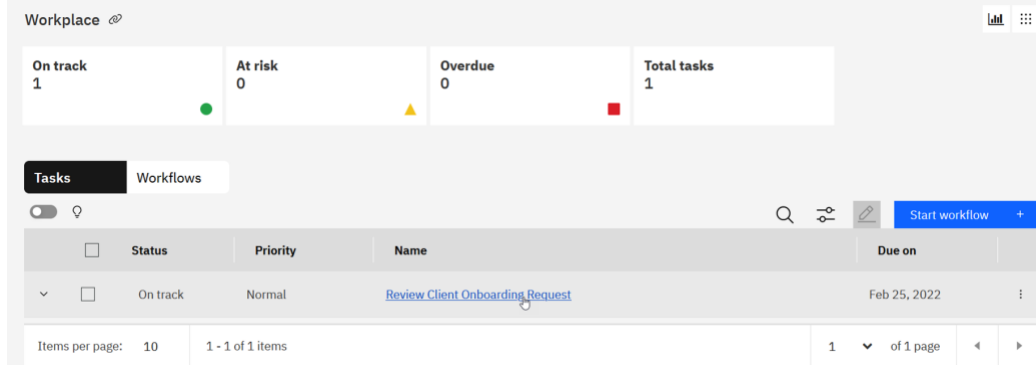 Workplace
On track At risk Overdue Total tasks
1 0 0 1
Tasks Workflows
Start workflow +
Status Priority Name Due on
On track Normal Review Client Onboarding Request Feb 25, 2022
Items per page: 10 1 - 1 of 1 items 1 of 1 page